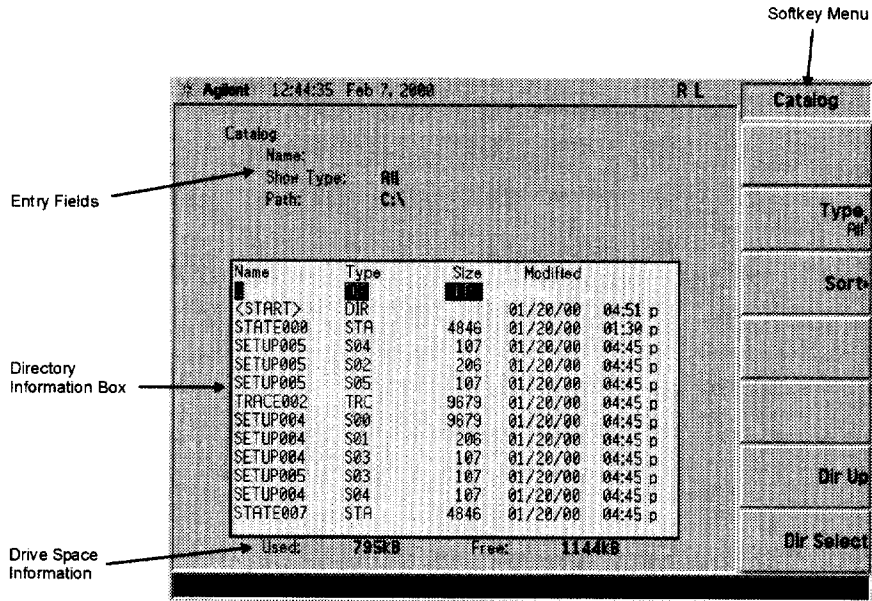 Softkey Menu
Agilent 12:44:35 Feb 7, 2000 R L
Catalog
Catalog
Name:
Show Type: All
Path: C:\
Entry Fields
Type
All
Sort
Name Type Size Modified
<START> DIR 01/20/00 04:51 p
STATE000 STA 4846 01/20/00 01:30 p
SETUP005 S04 107 01/20/00 04:45 p
SETUP005 S02 206 01/20/00 04:45 p
SETUP005 S05 107 01/20/00 04:45 p
TRACE002 TRC 9679 01/20/00 04:45 p
SETUP004 S00 9679 01/20/00 04:45 p
SETUP004 S01 206 01/20/00 04:45 p
SETUP004 S03 107 01/20/00 04:45 p
SETUP005 S03 107 01/20/00 04:45 p
SETUP004 S04 107 01/20/00 04:45 p
STATE007 STA 4846 01/20/00 04:45 p
Directory
Information Box
Dir Up
Dir Select
Used: 795kB Free: 1144kB
Drive Space
Information